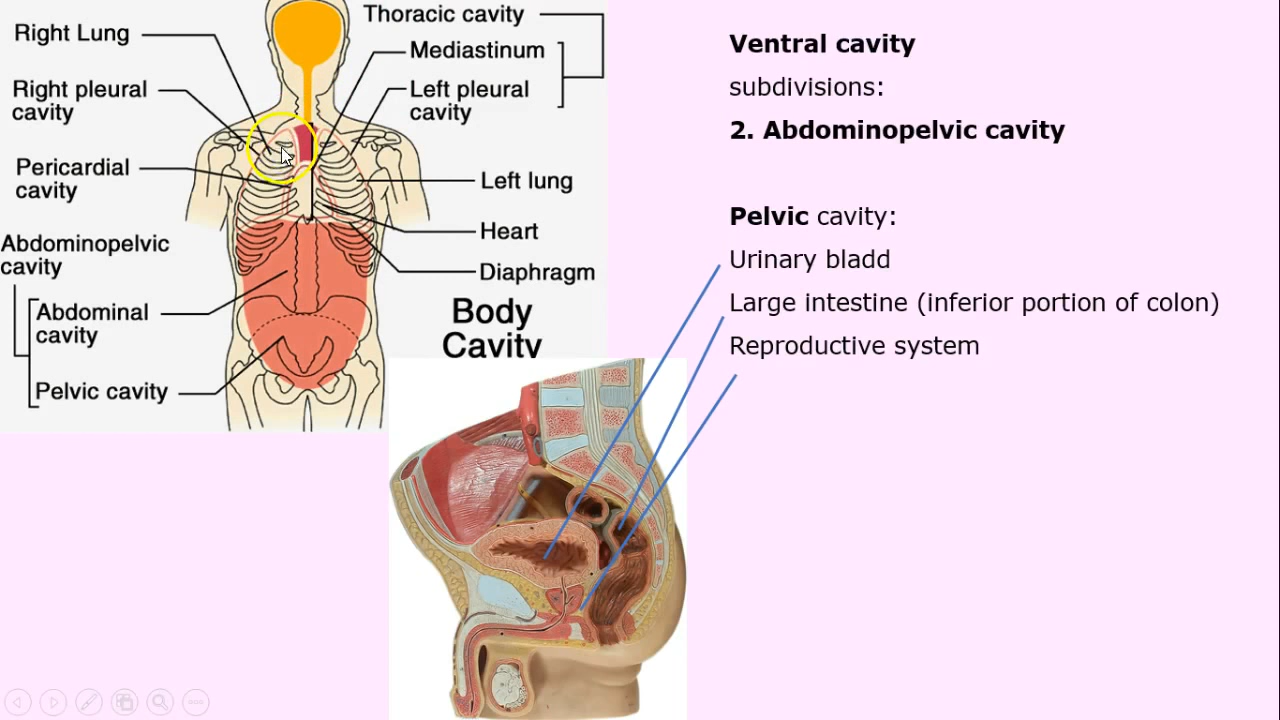 Right Lung
Right pleural
cavity
Pericardial
cavity
Abdominopelvic
cavity
Abdominal
cavity
Pelvic cavity
Thoracic cavity
Mediastinum
Left pleural
cavity
Left lung
Heart
Diaphragm
Body
Cavity
Ventral cavity
subdivisions:
2. Abdominopelvic cavity
Pelvic cavity:
Urinary bladd
Large intestine (inferior portion of colon)
Reproductive system